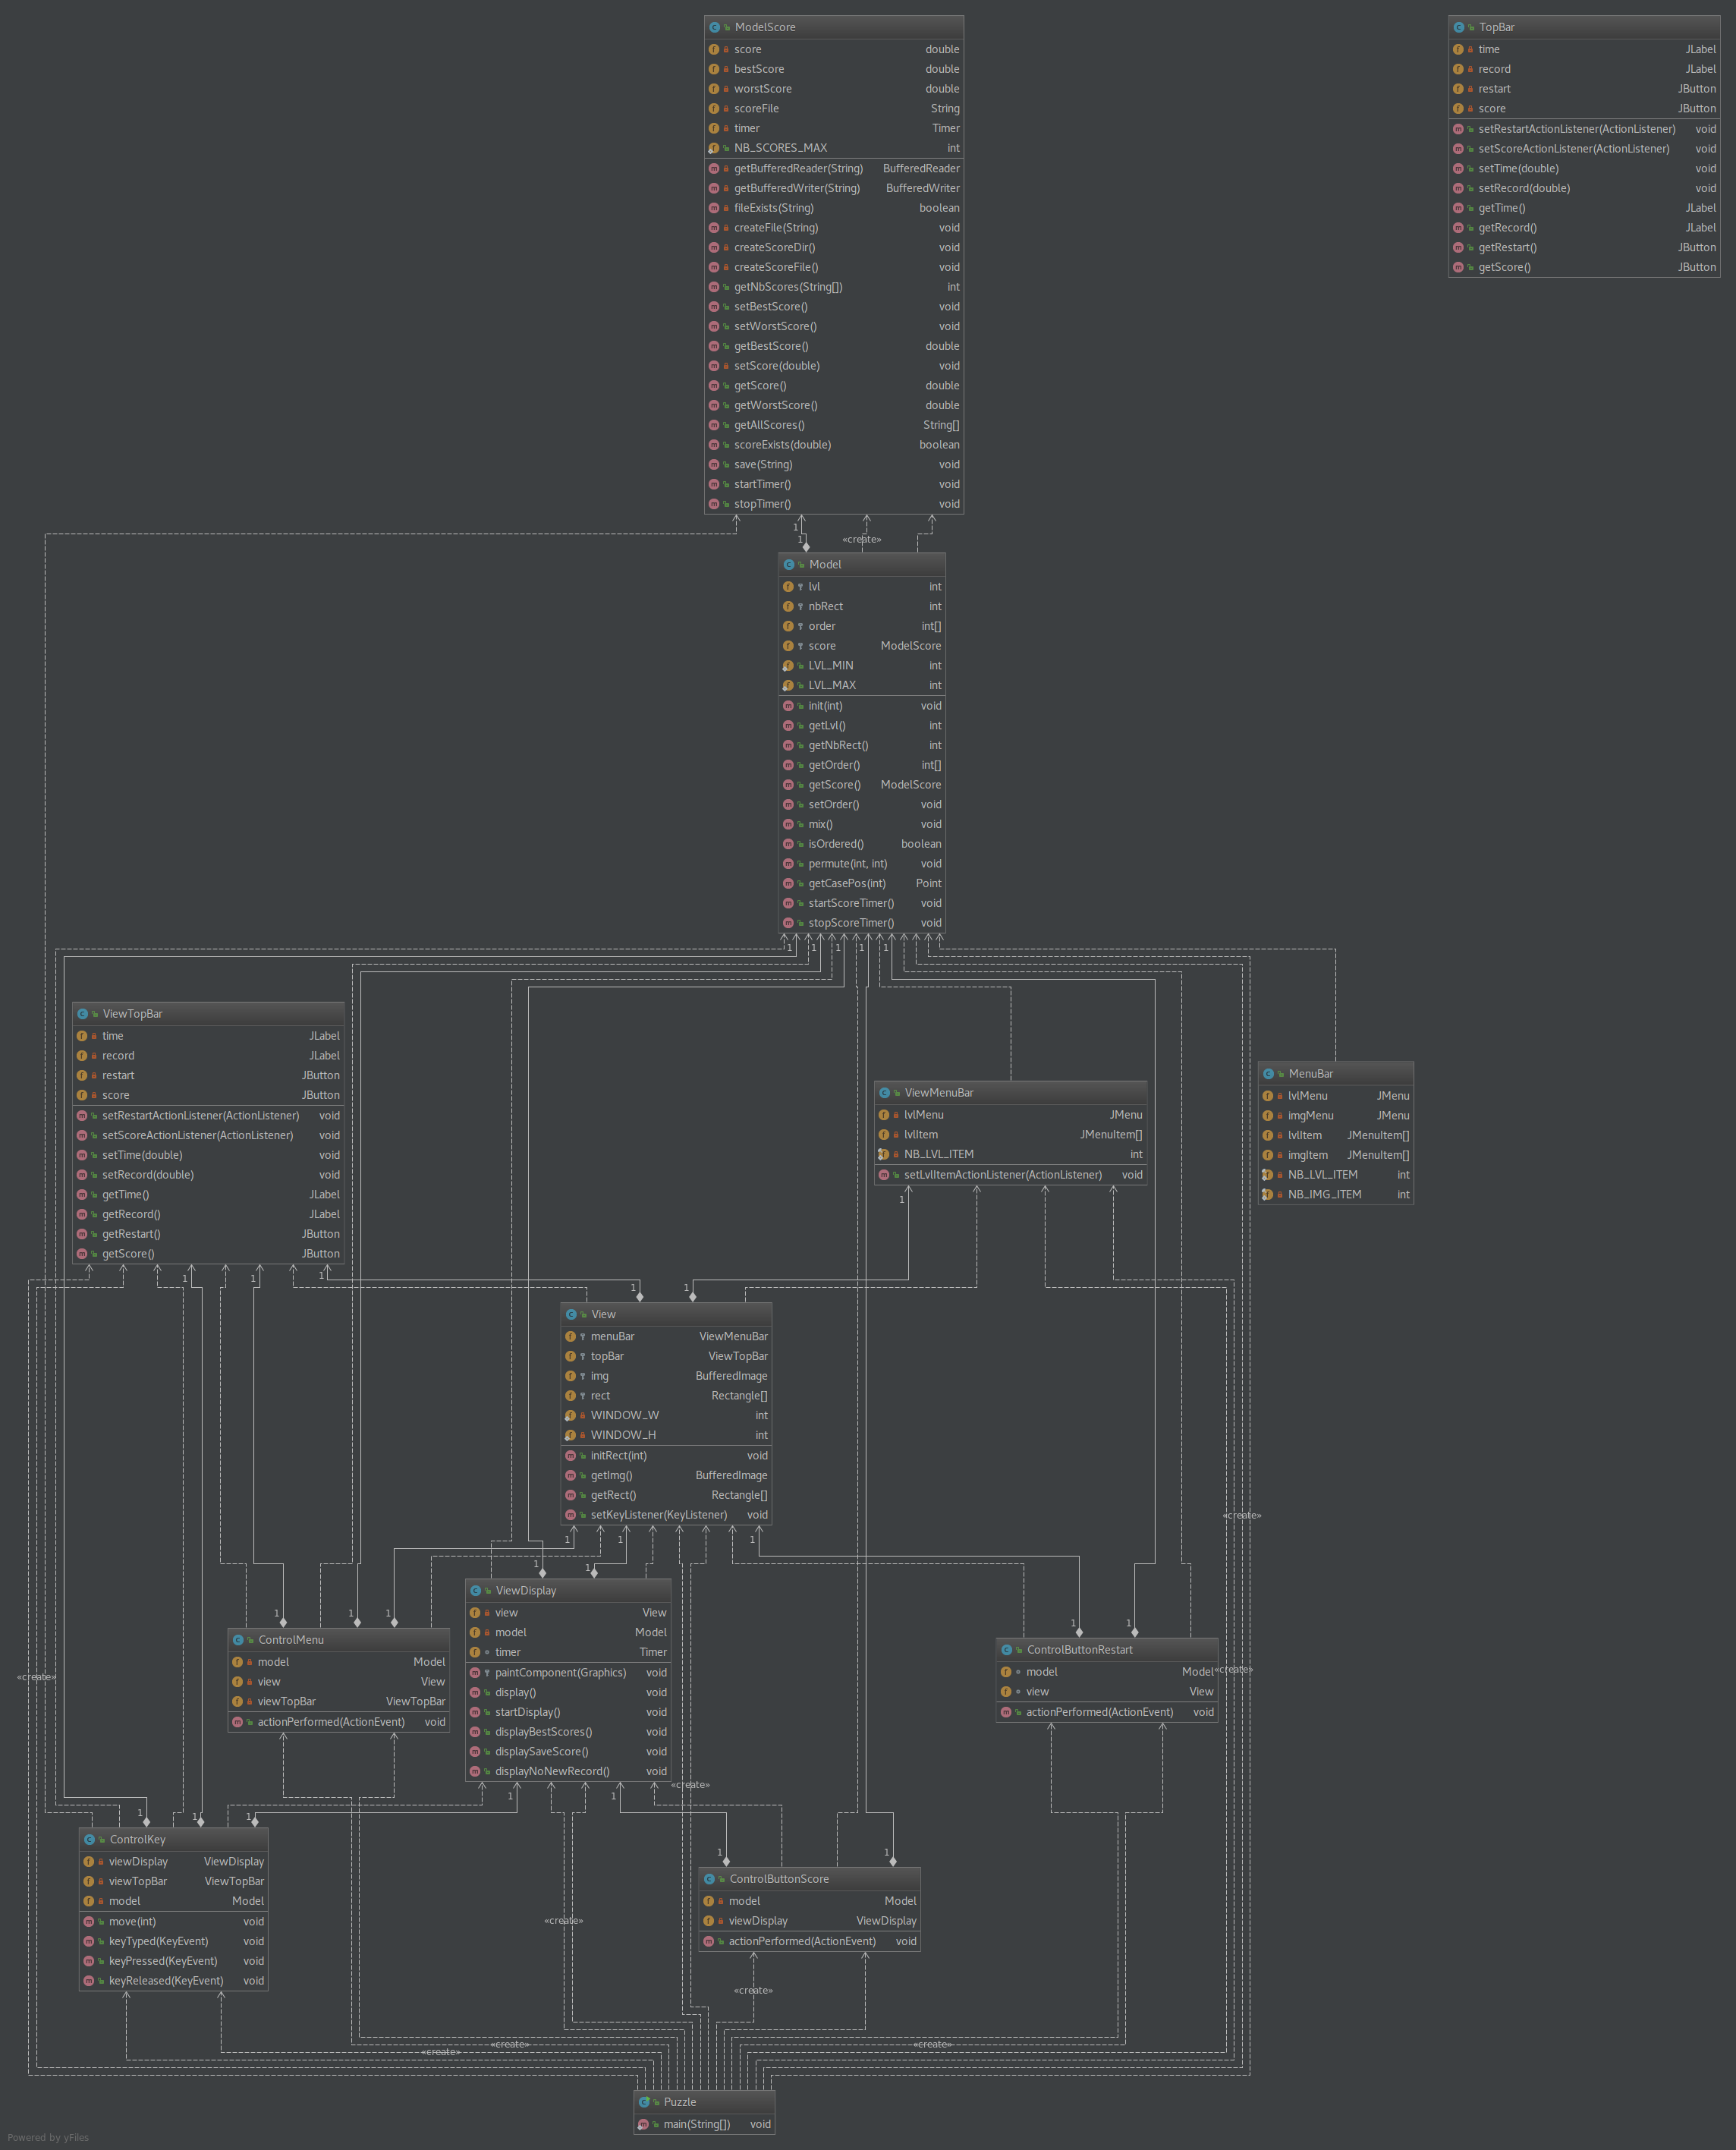 ModelScore
score double
bestScore double
worstScore double
scoreFile String
timer Timer
NB_SCORES_MAX int
getBufferedReader(String) BufferedReader
getBufferedWriter(String) BufferedWriter
fileExists(String) boolean
createFile(String) void
createScoreDir() void
createScoreFile() void
getNbScores(String[]) int
setBestScore() void
setWorstScore() void
getBestScore() double
setScore(double) void
getScore() double
getWorstScore() double
getAllScores() String[]
scoreExists(double) boolean
save(String) void
startTimer() void
stopTimer() void
TopBar
time JLabel
record JLabel
restart JButton
score JButton
setRestartActionListener(ActionListener) void
setScoreActionListener(ActionListener) void
setTime(double) void
setRecord(double) void
getTime() JLabel
getRecord() JLabel
getRestart() JButton
getScore() JButton
1
1
«create»
Model
lvl int
nbRect int
order int[]
score ModelScore
LVL_MIN int
LVL_MAX int
init(int) void
getLvl() int
getNbRect() int
getOrder() int[]
getScore() ModelScore
setOrder() void
mix() void
isOrdered() boolean
permute(int, int) void
getCasePos(int) Point
startScoreTimer() void
stopScoreTimer() void
1 1 1 1 1
ViewTopBar
time JLabel
record JLabel
restart JButton
score JButton
setRestartActionListener(ActionListener) void
setScoreActionListener(ActionListener) void
setTime(double) void
setRecord(double) void
getTime() JLabel
getRecord() JLabel
getRestart() JButton
getScore() JButton
ViewMenuBar
lvlMenu JMenu
lvlItem JMenuItem[]
NB_LVL_ITEM int
setLvlItemActionListener(ActionListener) void
MenuBar
lvlMenu JMenu
imgMenu JMenu
lvlItem JMenuItem[]
imgItem JMenuItem[]
NB_LVL_ITEM int
NB_IMG_ITEM int
1
1 1 1
1 1
View
menuBar ViewMenuBar
topBar ViewTopBar
img BufferedImage
rect Rectangle[]
WINDOW_W int
WINDOW_H int
initRect(int) void
getImg() BufferedImage
getRect() Rectangle[]
setKeyListener(KeyListener) void
«create»
1 1 1
1 1
ViewDisplay
view View
model Model
timer Timer
paintComponent(Graphics) void
display() void
startDisplay() void
displayBestScores() void
displaySaveScore() void
displayNoNewRecord() void
1 1 1
ControlMenu
model Model
view View
viewTopBar ViewTopBar
actionPerformed(ActionEvent) void
1 1
ControlButtonRestart
model Model
view View
actionPerformed(ActionEvent) void
«create»
«create»
«create»
1 1
1 1 1
ControlKey
viewDisplay ViewDisplay
viewTopBar ViewTopBar
model Model
move(int) void
keyTyped(KeyEvent) void
keyPressed(KeyEvent) void
keyReleased(KeyEvent) void
1 1
ControlButtonScore
model Model
viewDisplay ViewDisplay
actionPerformed(ActionEvent) void
«create»
«create»
«create»
«create»
«create»
Puzzle
main(String[]) void
Powered by yFiles